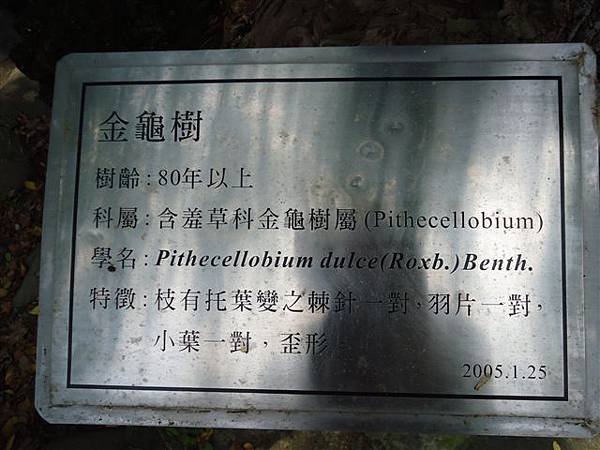 金龜樹
樹齡：80年以上
科屬：含羞草科金龜樹屬(Pithecellobium)
學名：Pithecellobium dulce(Roxb.)Benth.
特徵：枝有托葉變之棘針一對，羽片一對，
小葉一對，歪形。
2005.1.25